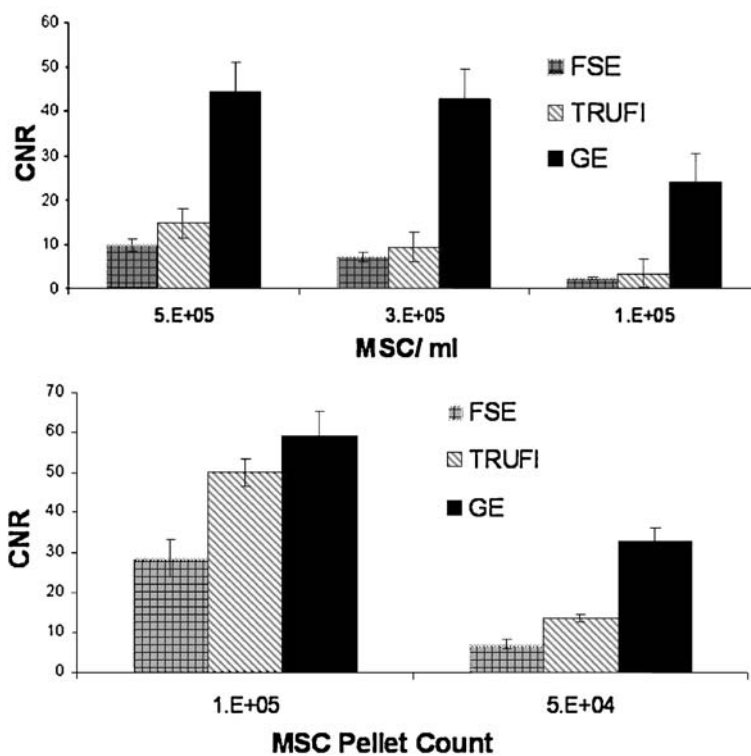 60
50
40
30
20
10
0
CNR
FSE
TRUFI
GE
5.E+05 3.E+05 1.E+05
MSC/ ml
70
60
50
40
30
20
10
0
CNR
FSE
TRUFI
GE
1.E+05 5.E+04
MSC Pellet Count